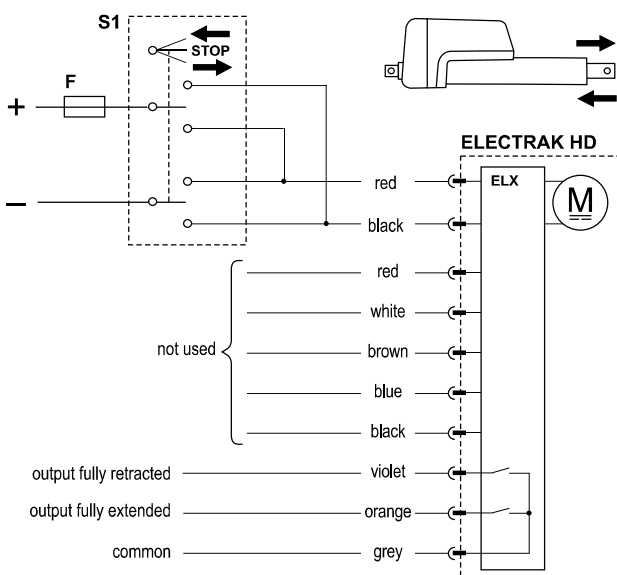 S1
STOP
F
+
−
ELECTRAK HD
ELX
M
red
black
red
white
not used
brown
blue
black
output fully retracted violet
output fully extended orange
common grey